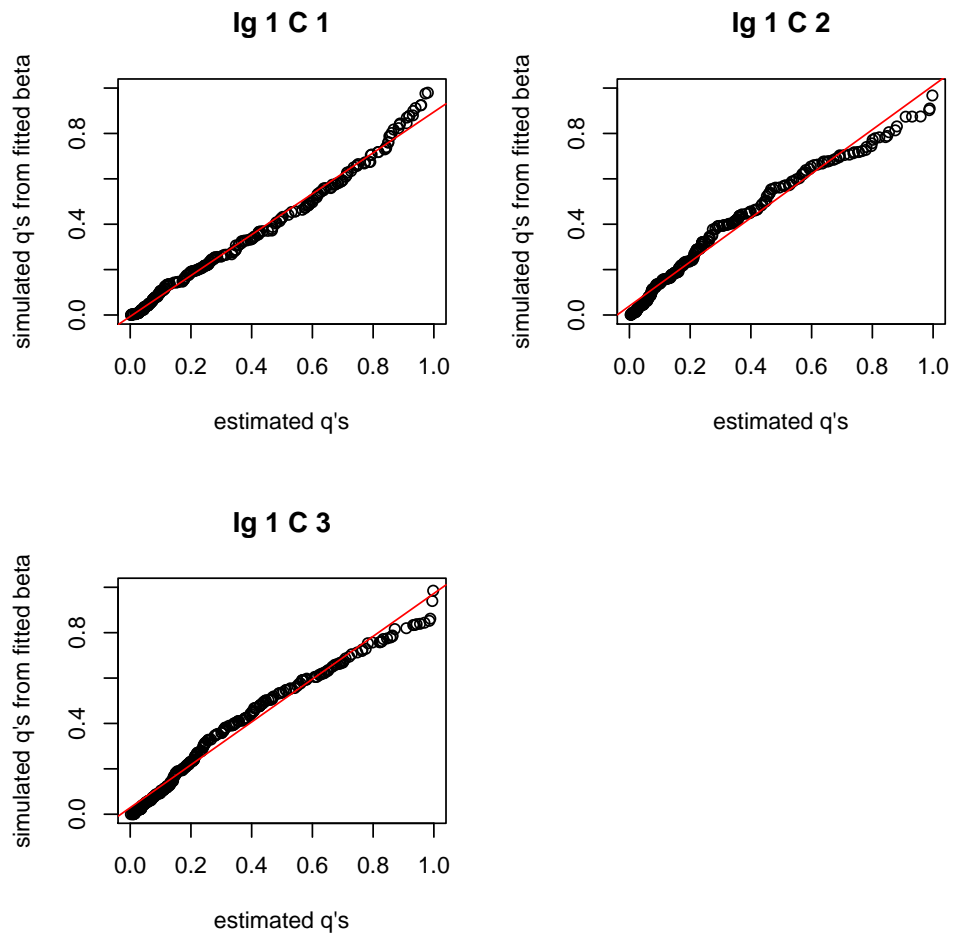 Ig 1 C 1
simulated q's from fitted beta
0.8
0.4
0.0
0.0 0.2 0.4 0.6 0.8 1.0
estimated q's
Ig 1 C 2
simulated q's from fitted beta
0.8
0.4
0.0
0.0 0.2 0.4 0.6 0.8 1.0
estimated q's
Ig 1 C 3
simulated q's from fitted beta
0.8
0.4
0.0
0.0 0.2 0.4 0.6 0.8 1.0
estimated q's